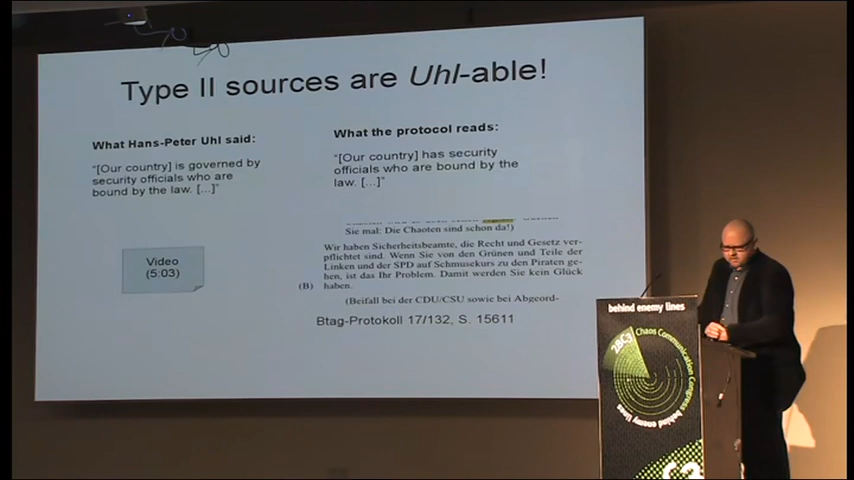 Type II sources are Uhl-able!
What Hans-Peter Uhl said:
"[Our country] is governed by
security officials who are
bound by the law. [...]"
Video
(5:03)
What the protocol reads:
"[Our country] has security
officials who are bound by the
law. [...]"
Sie mal: Die Chaoten sind schon da!)
Wir haben Sicherheitsbeamte, die Recht und Gesetz ver-
pflichtet sind. Wenn Sie von den Grünen und Teile der
Linken und der SPD auf Schmusekurs zu den Piraten ge-
hen, ist das Ihr Problem. Damit werden Sie kein Glück
(B) haben.
(Beifall bei der CDU/CSU sowie bei Abgeord-
Btag-Protokoll 17/132, S. 15611
behind enemy lines
28C3
Chaos Communication Congress
behind enemy lines